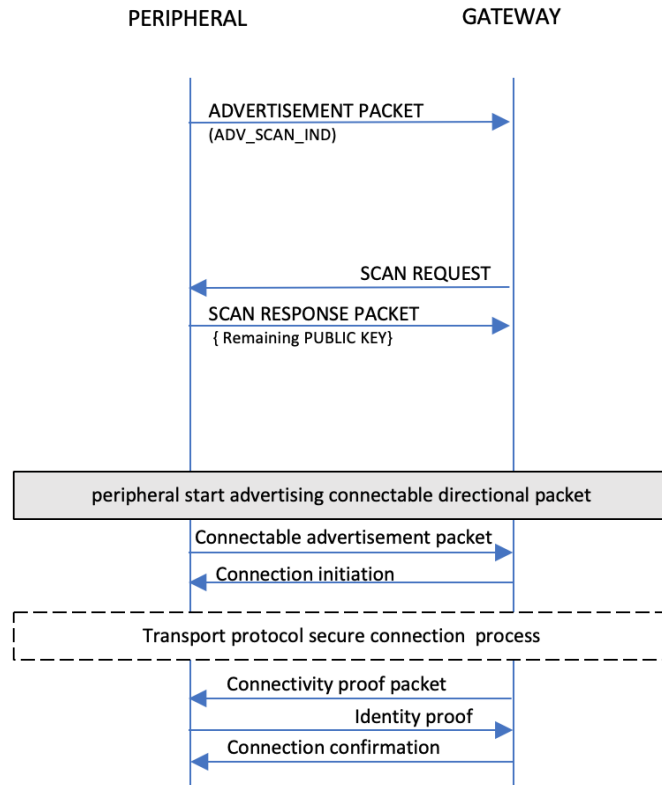 PERIPHERAL
GATEWAY
ADVERTISEMENT PACKET
(ADV_SCAN_IND)
SCAN REQUEST
SCAN RESPONSE PACKET
{ Remaining PUBLIC KEY}
peripheral start advertising connectable directional packet
Connectable advertisement packet
Connection initiation
Transport protocol secure connection process
Connectivity proof packet
Identity proof
Connection confirmation